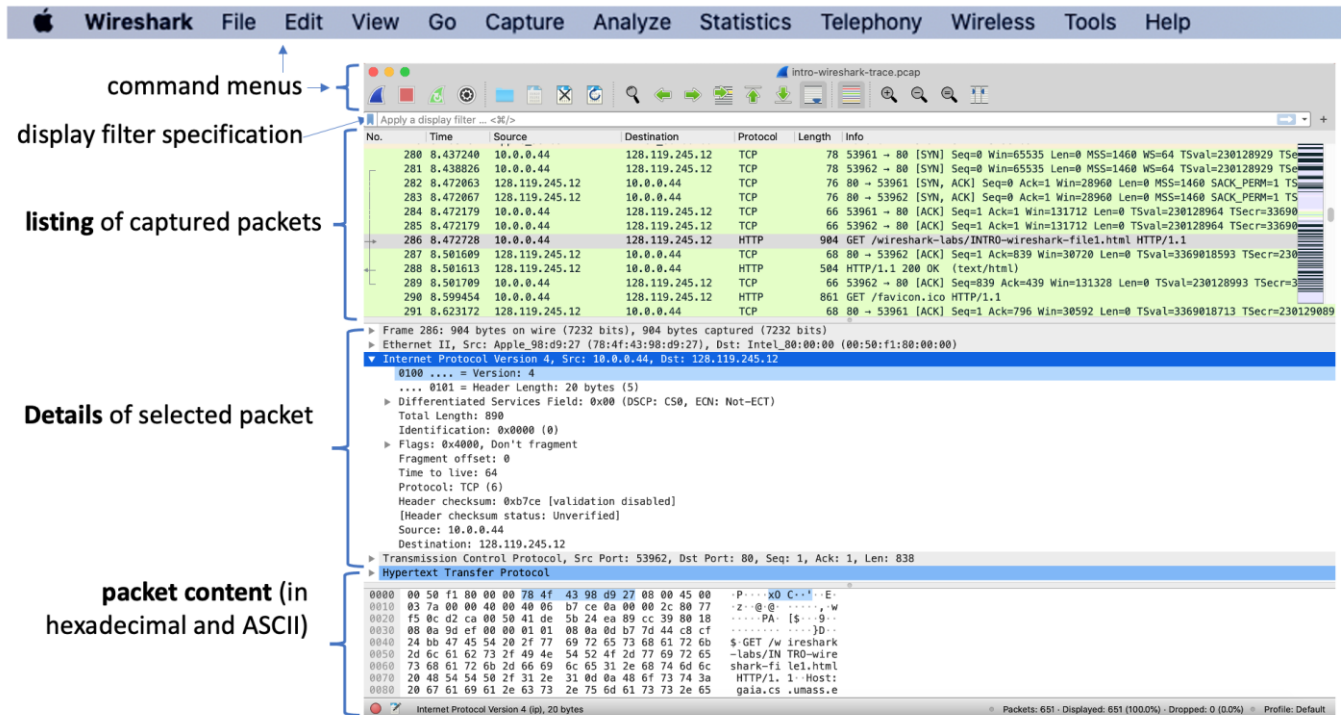 Wireshark File Edit View Go Capture Analyze Statistics Telephony Wireless Tools Help
command menus
intro-wireshark-trace.pcap
display filter specification
Apply a display filter ... <⌘/>
+
No. Time Source Destination Protocol Length Info
280 8.437240 10.0.0.44 128.119.245.12 TCP 78 53961 → 80 [SYN] Seq=0 Win=65535 Len=0 MSS=1460 WS=64 TSval=230128929 TSe
281 8.438826 10.0.0.44 128.119.245.12 TCP 78 53962 → 80 [SYN] Seq=0 Win=65535 Len=0 MSS=1460 WS=64 TSval=230128929 TSe
282 8.472063 128.119.245.12 10.0.0.44 TCP 76 80 → 53961 [SYN, ACK] Seq=0 Ack=1 Win=28960 Len=0 MSS=1460 SACK_PERM=1 TS
283 8.472067 128.119.245.12 10.0.0.44 TCP 76 80 → 53962 [SYN, ACK] Seq=0 Ack=1 Win=28960 Len=0 MSS=1460 SACK_PERM=1 TS
284 8.472179 10.0.0.44 128.119.245.12 TCP 66 53961 → 80 [ACK] Seq=1 Ack=1 Win=131712 Len=0 TSval=230128964 TSecr=33690
285 8.472179 10.0.0.44 128.119.245.12 TCP 66 53962 → 80 [ACK] Seq=1 Ack=1 Win=131712 Len=0 TSval=230128964 TSecr=33690
286 8.472728 10.0.0.44 128.119.245.12 HTTP 904 GET /wireshark-labs/INTRO-wireshark-file1.html HTTP/1.1
287 8.501609 128.119.245.12 10.0.0.44 TCP 68 80 → 53962 [ACK] Seq=1 Ack=839 Win=30720 Len=0 TSval=3369018593 TSecr=230
288 8.501613 128.119.245.12 10.0.0.44 HTTP 504 HTTP/1.1 200 OK (text/html)
289 8.501709 10.0.0.44 128.119.245.12 TCP 66 53962 → 80 [ACK] Seq=839 Ack=439 Win=131328 Len=0 TSval=230128993 TSecr=3
290 8.599454 10.0.0.44 128.119.245.12 HTTP 861 GET /favicon.ico HTTP/1.1
291 8.623172 128.119.245.12 10.0.0.44 TCP 68 80 → 53961 [ACK] Seq=1 Ack=796 Win=30592 Len=0 TSval=3369018713 TSecr=230129089
listing of captured packets
Frame 286: 904 bytes on wire (7232 bits), 904 bytes captured (7232 bits)
Ethernet II, Src: Apple_98:d9:27 (78:4f:43:98:d9:27), Dst: Intel_80:00:00 (00:50:f1:80:00:00)
Internet Protocol Version 4, Src: 10.0.0.44, Dst: 128.119.245.12
0100 .... = Version: 4
.... 0101 = Header Length: 20 bytes (5)
Differentiated Services Field: 0x00 (DSCP: CS0, ECN: Not-ECT)
Total Length: 890
Identification: 0x0000 (0)
Flags: 0x4000, Don't fragment
Fragment offset: 0
Time to live: 64
Protocol: TCP (6)
Header checksum: 0xb7ce [validation disabled]
[Header checksum status: Unverified]
Source: 10.0.0.44
Destination: 128.119.245.12
Transmission Control Protocol, Src Port: 53962, Dst Port: 80, Seq: 1, Ack: 1, Len: 838
Hypertext Transfer Protocol
Details of selected packet
packet content (in
hexadecimal and ASCII)
0000 00 50 f1 80 00 00 78 4f 43 98 d9 27 08 00 45 00 ·P····xO C··'··E·
0010 03 7a 00 00 40 00 40 06 b7 ce 0a 00 00 2c 80 77 ·z··@·@· ·····,·w
0020 f5 0c d2 ca 00 50 41 de 5b 24 ea 89 cc 39 80 18 ·····PA· [$···9··
0030 08 0a 9d ef 00 00 01 01 08 0a 0d b7 7d 44 c8 cf ········ ····}D··
0040 24 bb 47 45 54 20 2f 77 69 72 65 73 68 61 72 6b $·GET /w ireshark
0050 2d 6c 61 62 73 2f 49 4e 54 52 4f 2d 77 69 72 65 -labs/IN TRO-wire
0060 73 68 61 72 6b 2d 66 69 6c 65 31 2e 68 74 6d 6c shark-fi le1.html
0070 20 48 54 54 50 2f 31 2e 31 0d 0a 48 6f 73 74 3a HTTP/1. 1··Host:
0080 20 67 61 69 61 2e 63 73 2e 75 6d 61 73 73 2e 65 gaia.cs .umass.e
Internet Protocol Version 4 (ip), 20 bytes
Packets: 651 · Displayed: 651 (100.0%) · Dropped: 0 (0.0%)
Profile: Default